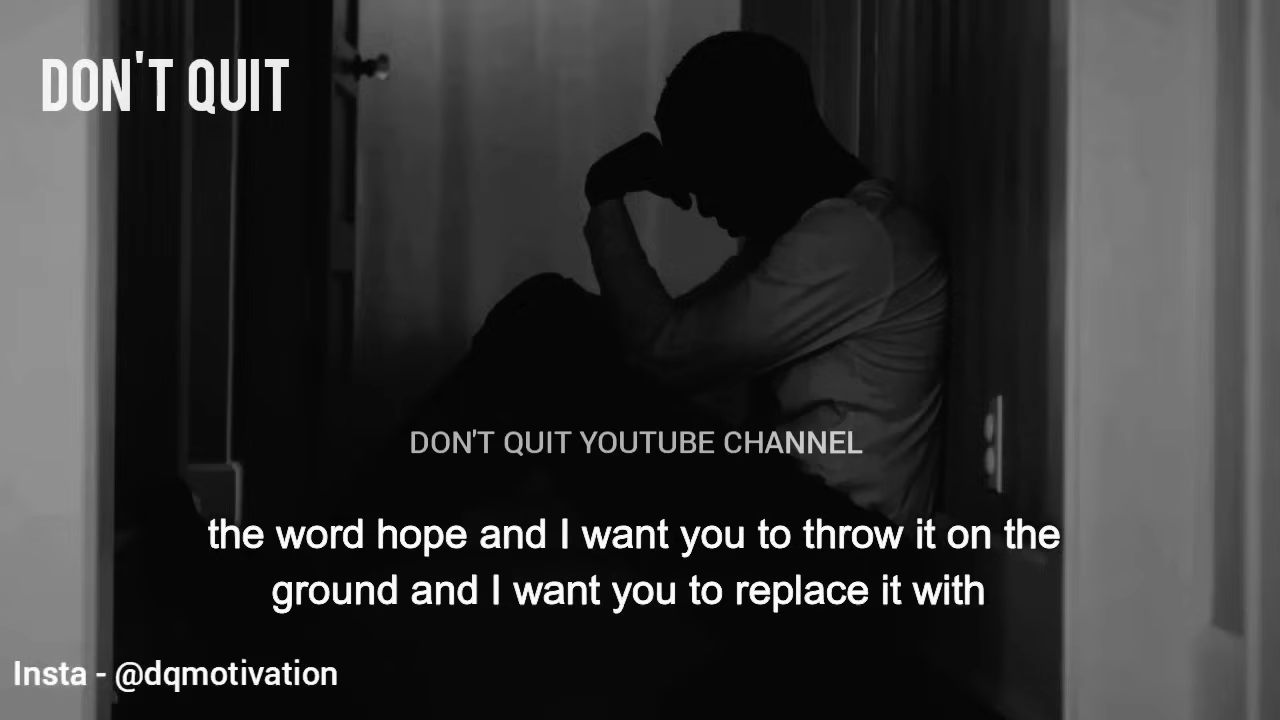 DON'T QUIT
DON'T QUIT YOUTUBE CHANNEL
the word hope and I want you to throw it on the
ground and I want you to replace it with
Insta - @dqmotivation